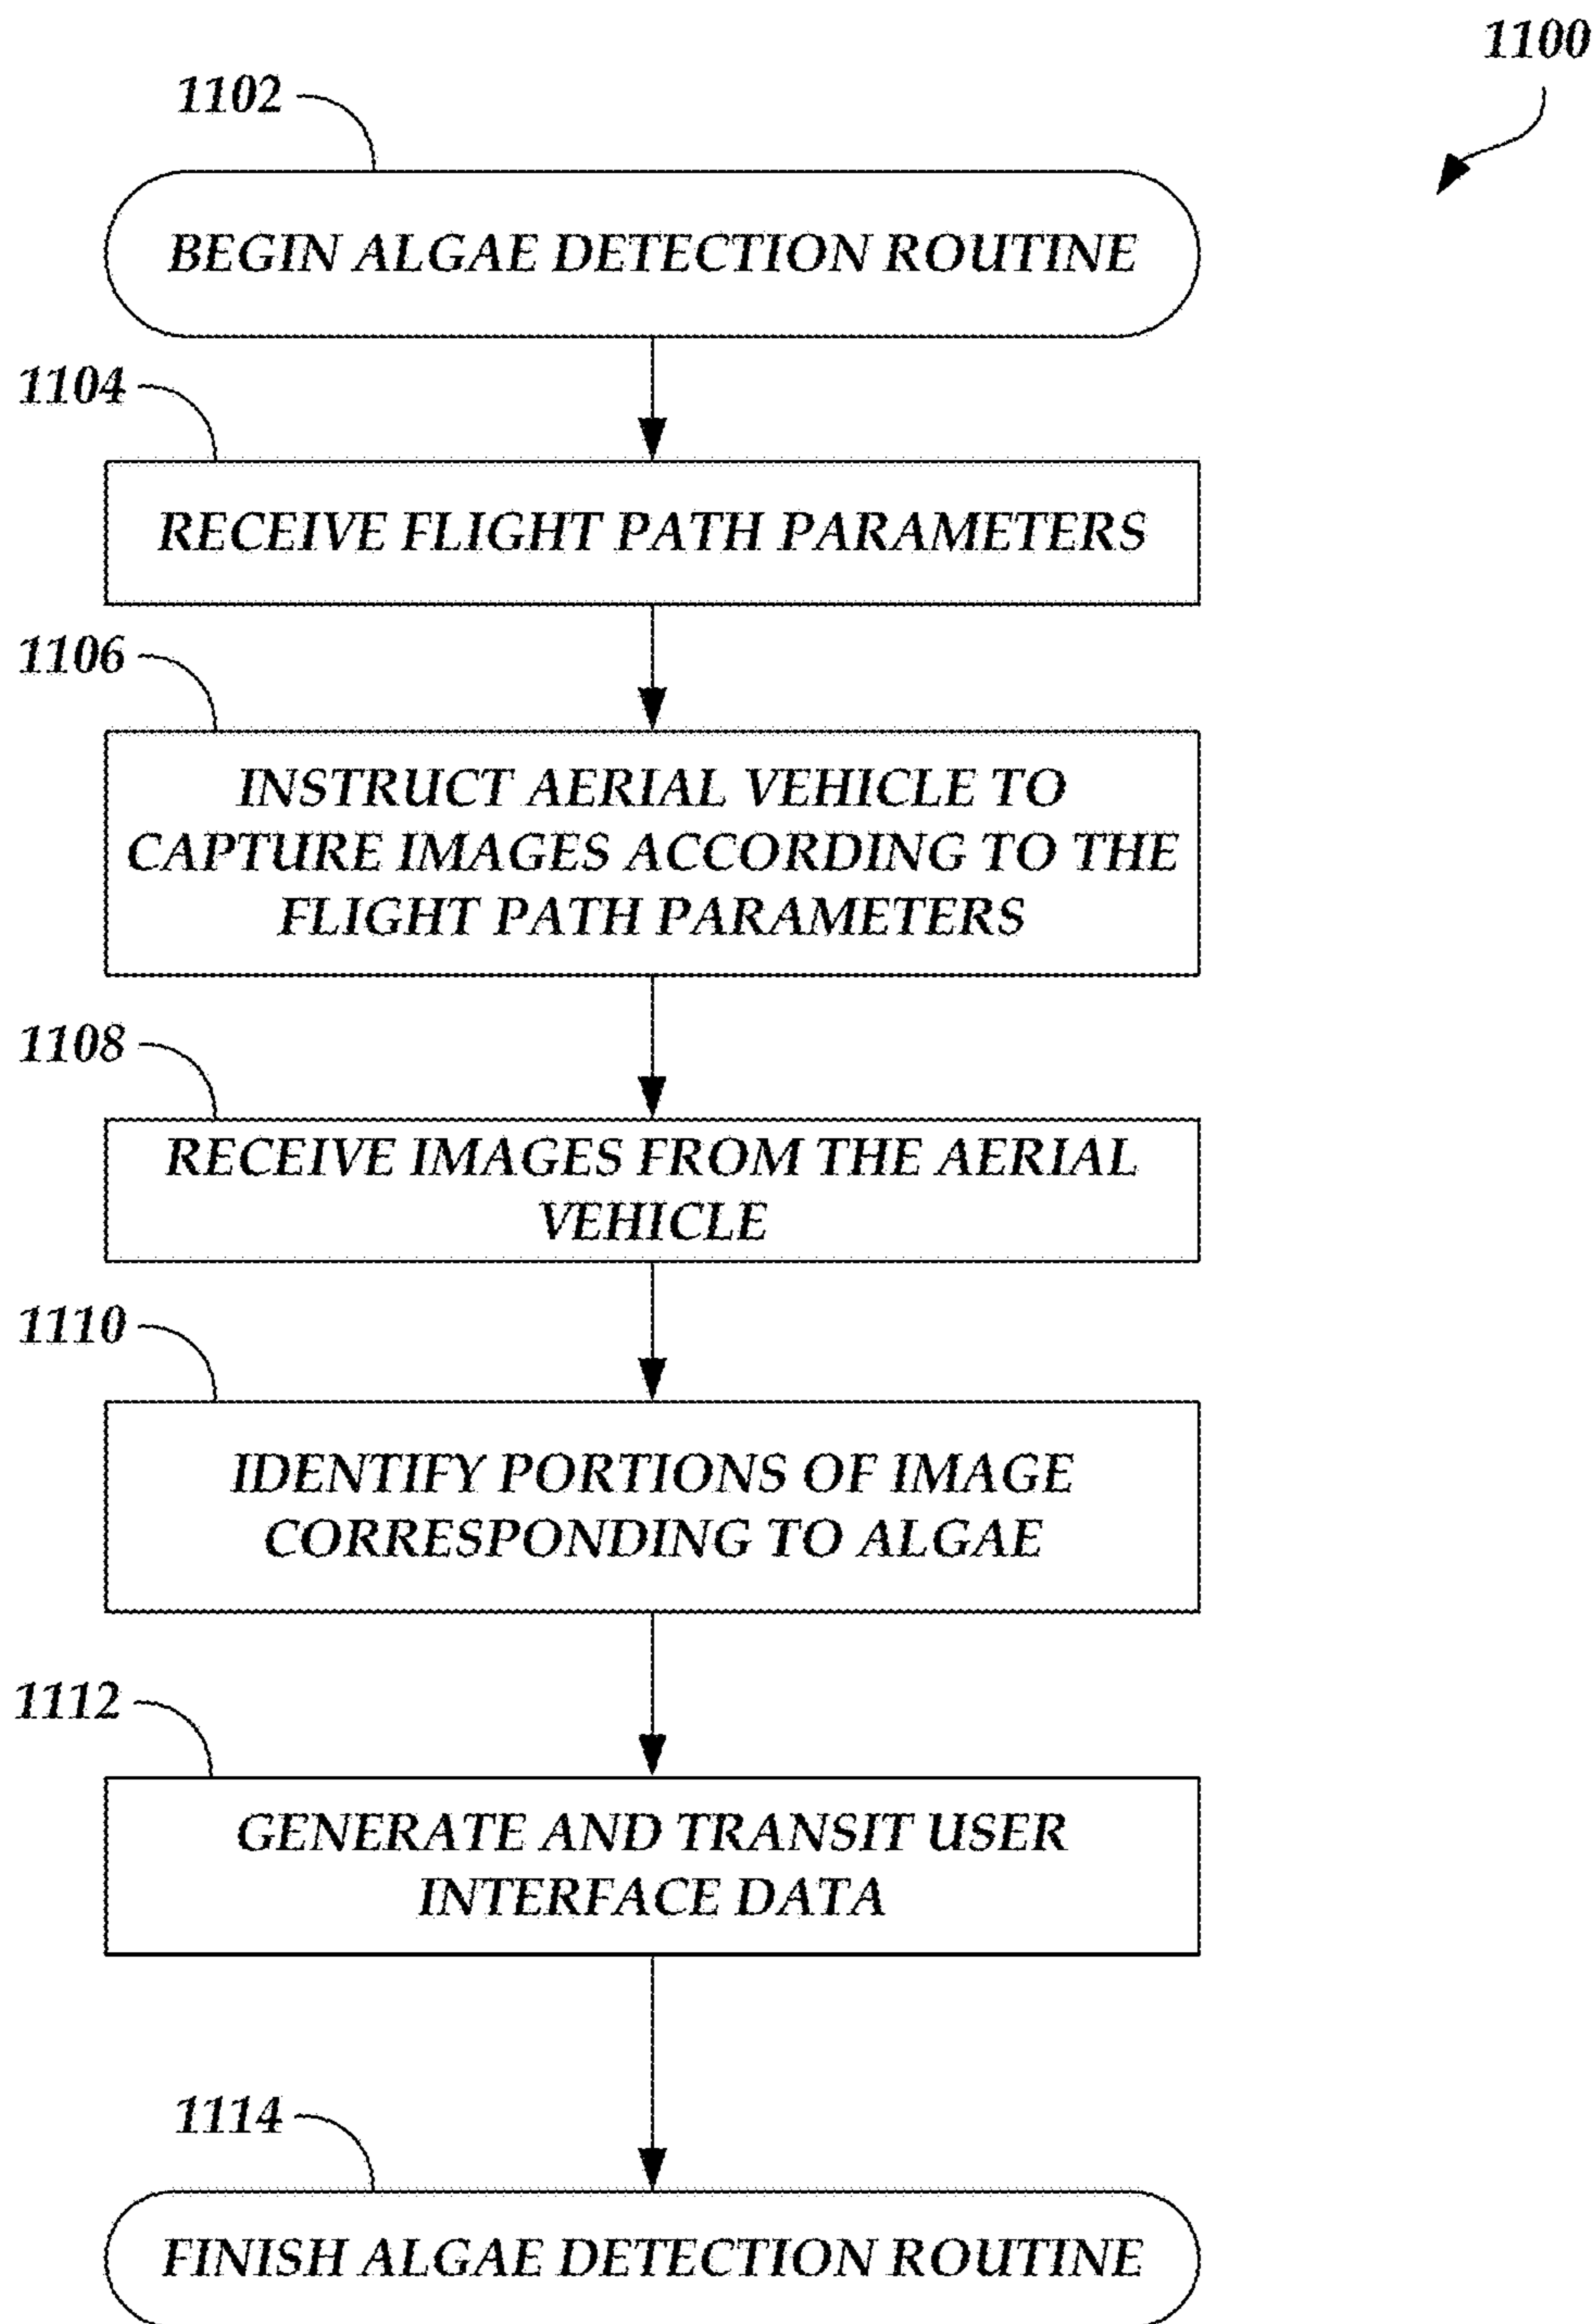 1100
1102
BEGIN ALGAE DETECTION ROUTINE
1104
RECEIVE FLIGHT PATH PARAMETERS
1106
INSTRUCT AERIAL VEHICLE TO
CAPTURE IMAGES ACCORDING TO THE
FLIGHT PATH PARAMETERS
1108
RECEIVE IMAGES FROM THE AERIAL
VEHICLE
1110
IDENTIFY PORTIONS OF IMAGE
CORRESPONDING TO ALGAE
1112
GENERATE AND TRANSIT USER
INTERFACE DATA
1114
FINISH ALGAE DETECTION ROUTINE